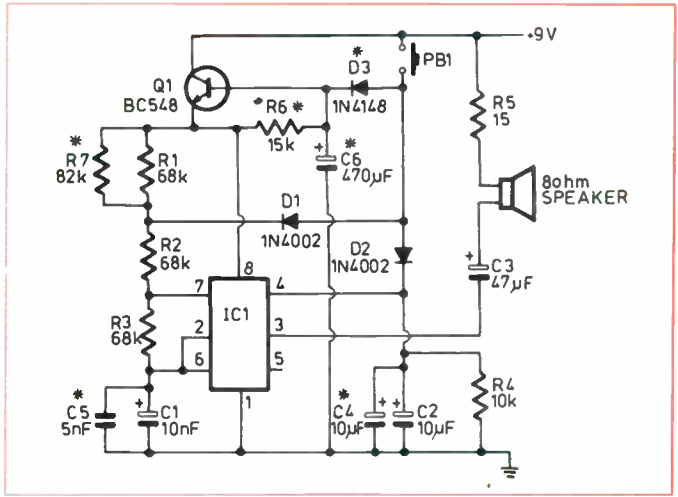 +9V
*
D3
1N4148
PB1
Q1
BC548
R6 *
15k
R5
15
*
R7
82k
R1
68k
*
+
C6
470µF
8ohm
SPEAKER
D1
1N4002
R2
68k
D2
1N4002
+
C3
47µF
8
7
4
IC1
R3
68k
2
3
6
5
1
*
C5
5nF
+
C1
10nF
*
C4
10µF
+
+
C2
10µF
R4
10k